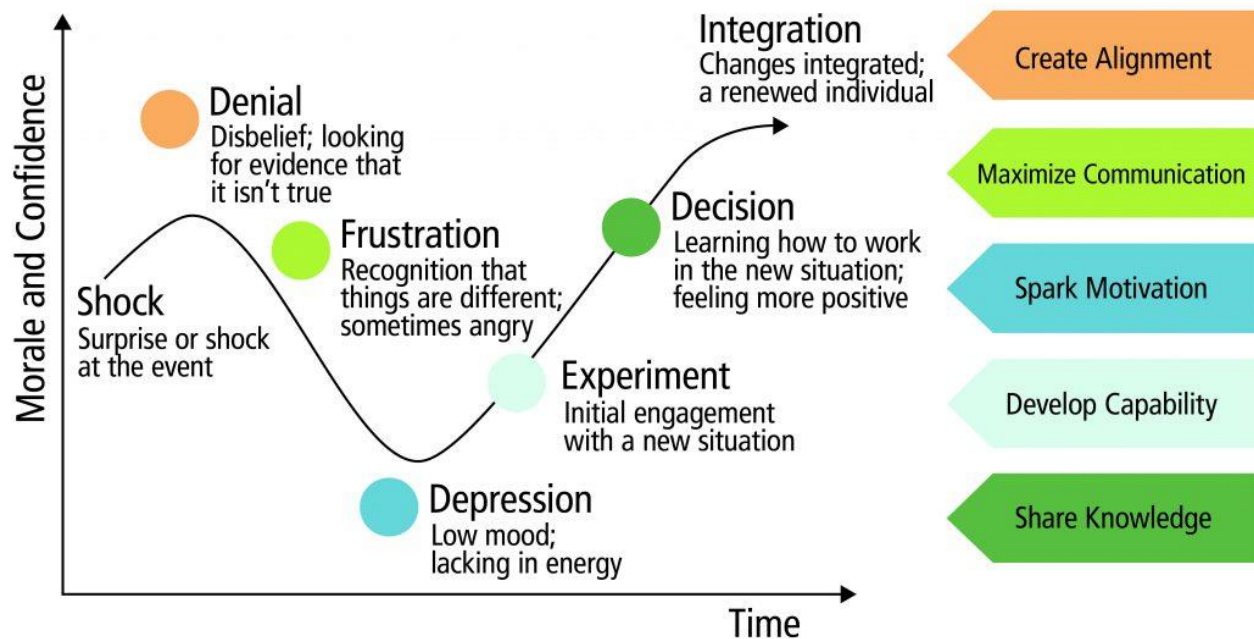 Morale and Confidence
Shock
Surprise or shock
at the event
Denial
Disbelief; looking
for evidence that
it isn't true
Frustration
Recognition that
things are different;
sometimes angry
Depression
Low mood;
lacking in energy
Experiment
Initial engagement
with a new situation
Decision
Learning how to work
in the new situation;
feeling more positive
Integration
Changes integrated;
a renewed individual
Time
Create Alignment
Maximize Communication
Spark Motivation
Develop Capability
Share Knowledge